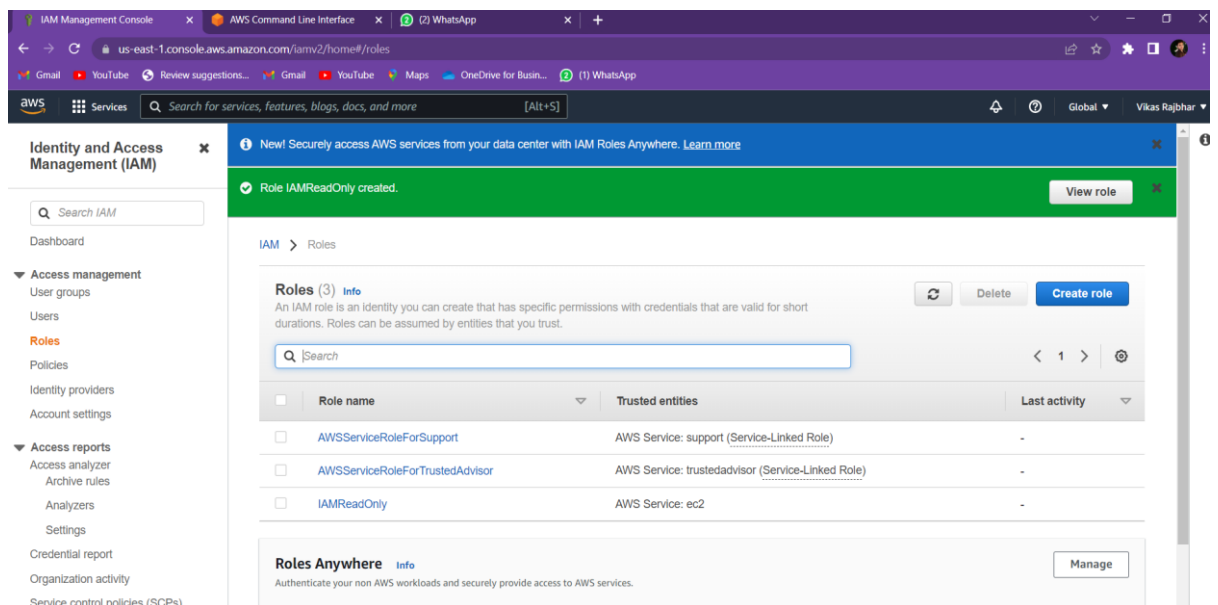 IAM Management Console
AWS Command Line Interface
(2) WhatsApp
us-east-1.console.aws.amazon.com/iamv2/home#/roles
Gmail YouTube Review suggestions... Gmail YouTube Maps OneDrive for Busin... (1) WhatsApp
aws Services Search for services, features, blogs, docs, and more [Alt+S] Global Vikas Rajbhar
Identity and Access
Management (IAM)
Search IAM
Dashboard
Access management
User groups
Users
Roles
Policies
Identity providers
Account settings
Access reports
Access analyzer
Archive rules
Analyzers
Settings
Credential report
Organization activity
Service control policies (SCPs)
New! Securely access AWS services from your data center with IAM Roles Anywhere. Learn more
Role IAMReadOnly created.
View role
IAM > Roles
Roles (3) Info
An IAM role is an identity you can create that has specific permissions with credentials that are valid for short
durations. Roles can be assumed by entities that you trust.
Delete
Create role
Search
1
Role name Trusted entities Last activity
AWSServiceRoleForSupport AWS Service: support (Service-Linked Role) -
AWSServiceRoleForTrustedAdvisor AWS Service: trustedadvisor (Service-Linked Role) -
IAMReadOnly AWS Service: ec2 -
Roles Anywhere Info
Authenticate your non AWS workloads and securely provide access to AWS services.
Manage